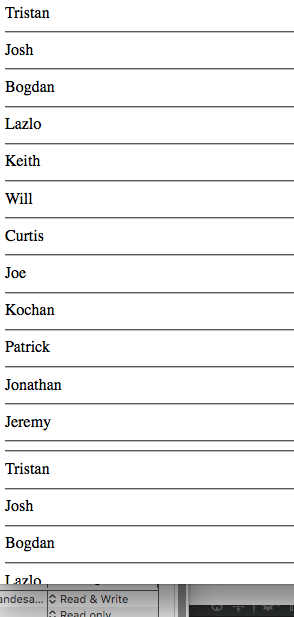 Tristan
Josh
Bogdan
Lazlo
Keith
Will
Curtis
Joe
Kochan
Patrick
Jonathan
Jeremy
Tristan
Josh
Bogdan
Lazlo
andesa... Read & Write
Read only